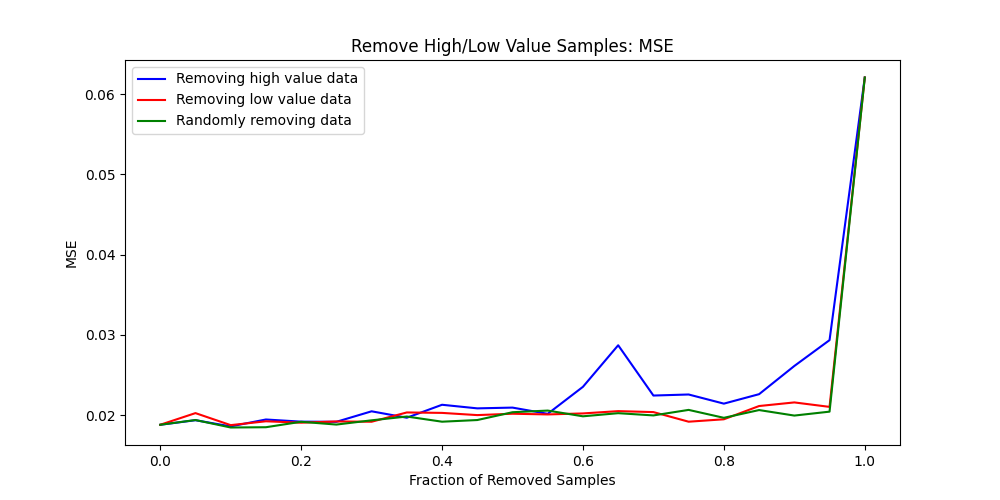 Remove High/Low Value Samples: MSE
Removing high value data
Removing low value data
Randomly removing data
0.06
0.05
0.04
0.03
0.02
MSE
0.0 0.2 0.4 0.6 0.8 1.0
Fraction of Removed Samples